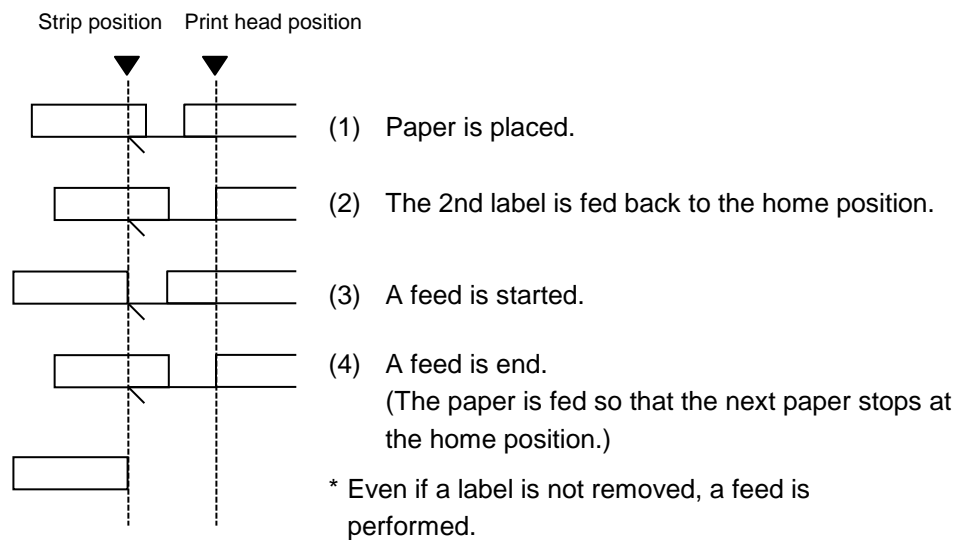 Strip position Print head position
(1) Paper is placed.
(2) The 2nd label is fed back to the home position.
(3) A feed is started.
(4) A feed is end.
(The paper is fed so that the next paper stops at
the home position.)
* Even if a label is not removed, a feed is
performed.